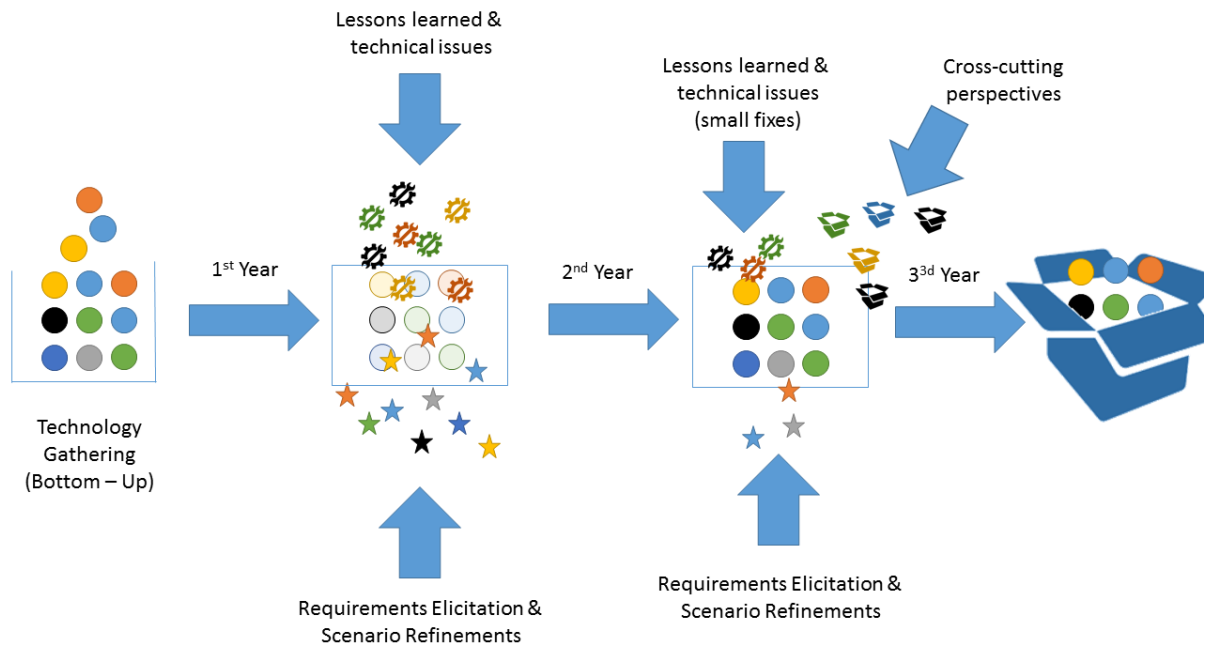 Lessons learned &
technical issues
Lessons learned &
technical issues
(small fixes)
Cross-cutting
perspectives
1st Year
2nd Year
33d Year
Technology
Gathering
(Bottom – Up)
Requirements Elicitation &
Scenario Refinements
Requirements Elicitation &
Scenario Refinements